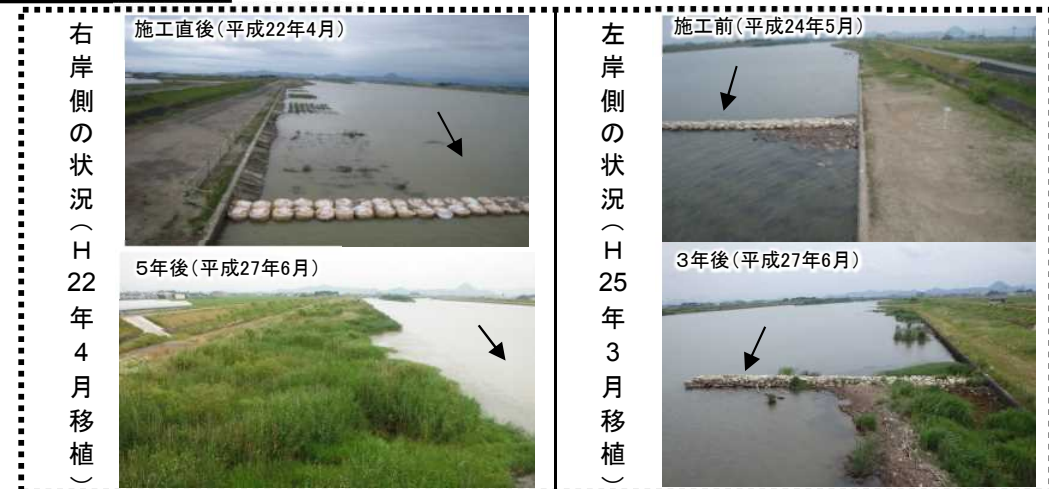 右岸側の状況（H22年4月移植）
施工直後（平成22年4月）
5年後（平成27年6月）
左岸側の状況（H25年3月移植）
施工前（平成24年5月）
3年後（平成27年6月）